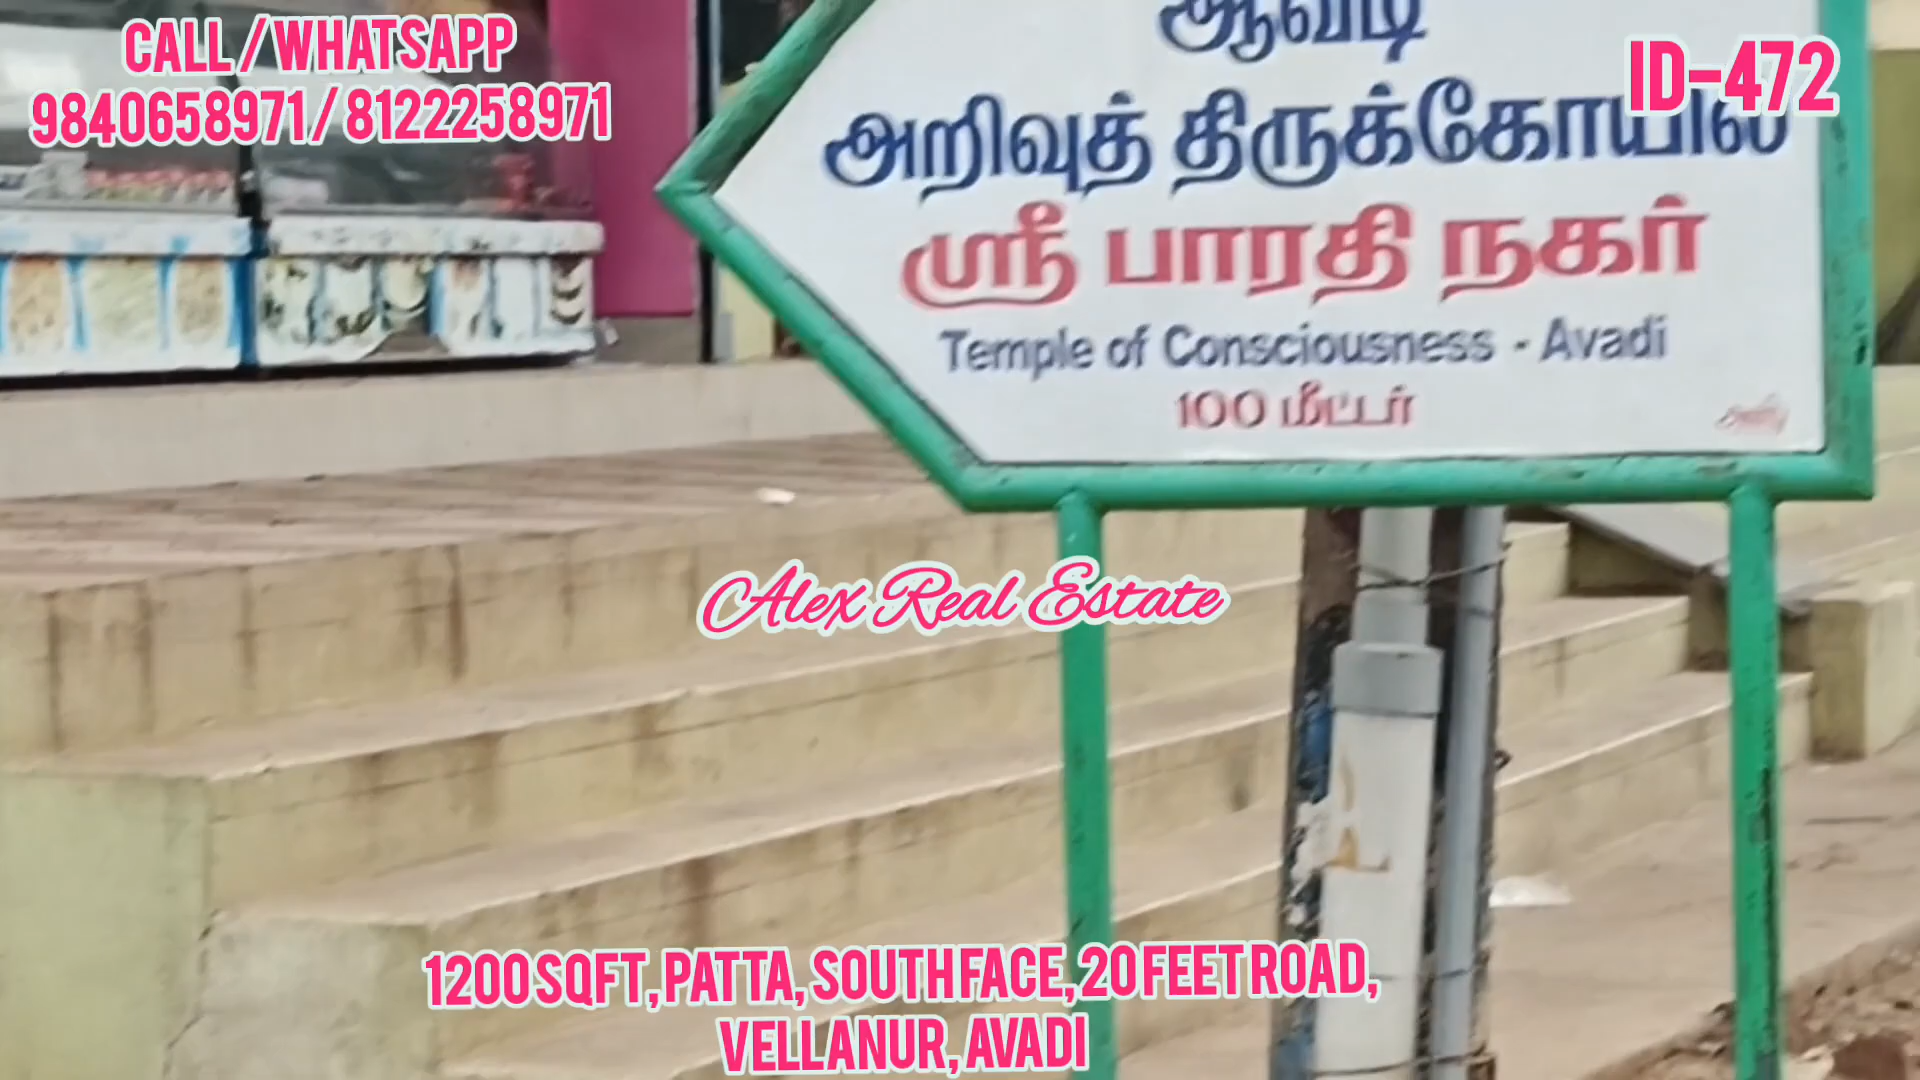 CALL / WHATSAPP
9840658971 / 8122258971
ID-472
ஆவடி
அறிவுத் திருக்கோயில்
ஸ்ரீ பாரதி நகர்
Temple of Consciousness - Avadi
100 மீட்டர்
Alex Real Estate
1200 SQFT, PATTA, SOUTH FACE, 20 FEET ROAD,
VELLANUR, AVADI